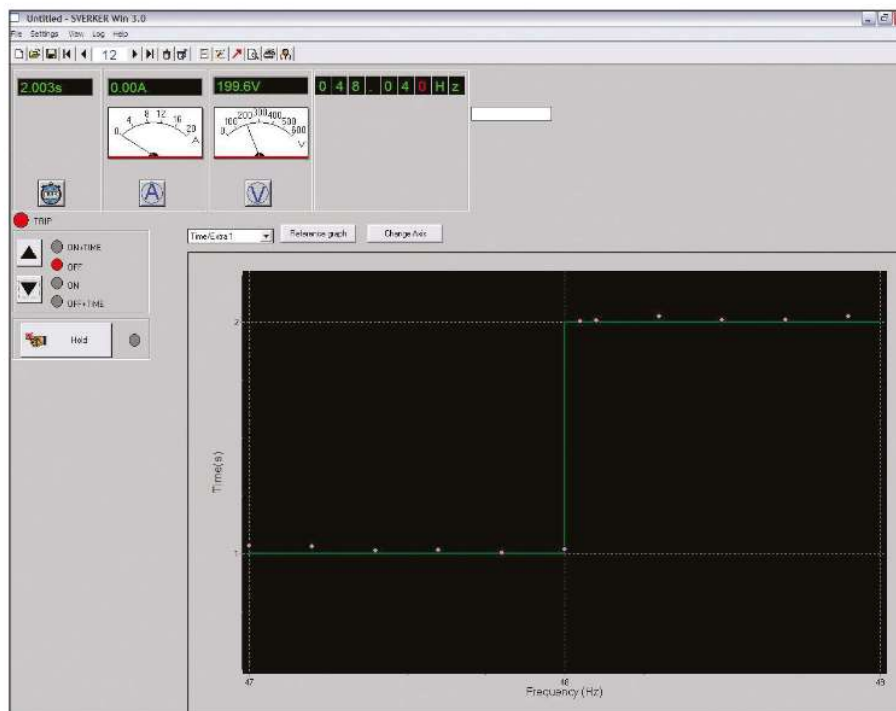 Untitled - SVERKER Win 3.0
File Settings View Log Help
12
2.003s 0.00A 199.6V 048.040Hz
0 4 8 12 16 20 A
0 100 200 300 400 500 600 V
A V
TRIP
Time/Extra 1 Reference graph Change Axis
ON+TIME
OFF
ON
OFF+TIME
Hold
2
Time(s)
1
47 48 49
Frequency (Hz)